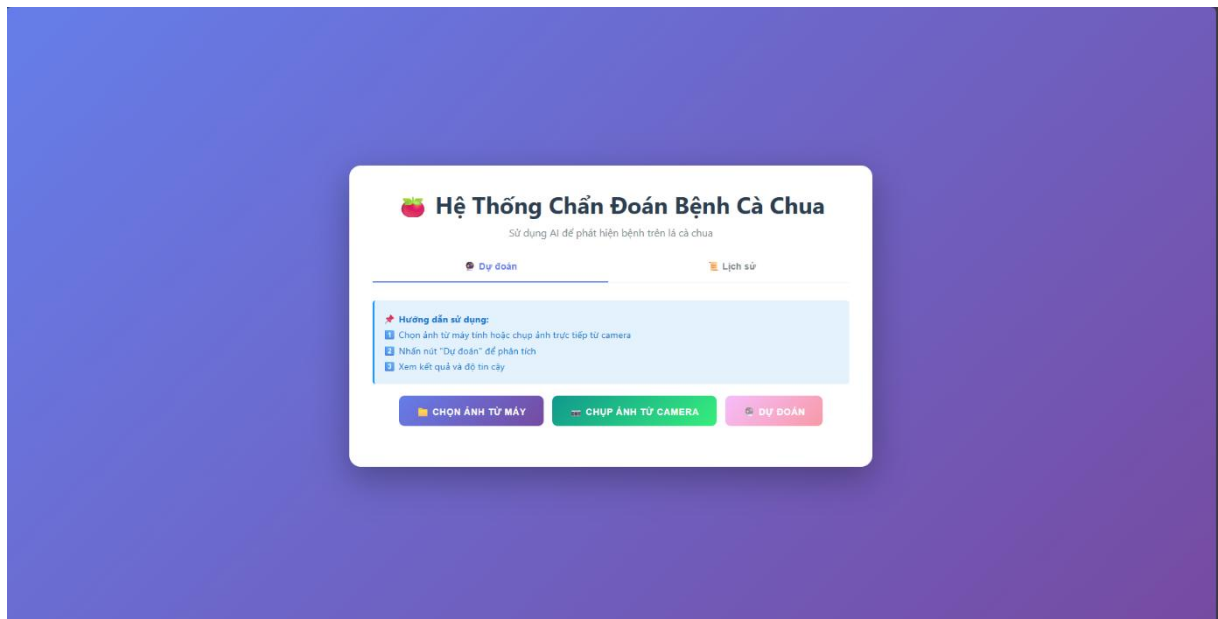 🍅 Hệ Thống Chẩn Đoán Bệnh Cà Chua
Sử dụng AI để phát hiện bệnh trên lá cà chua
🔮 Dự đoán
📜 Lịch sử
📌 Hướng dẫn sử dụng:
1️⃣ Chọn ảnh từ máy tính hoặc chụp ảnh trực tiếp từ camera
2️⃣ Nhấn nút "Dự đoán" để phân tích
3️⃣ Xem kết quả và độ tin cậy
📁 CHỌN ẢNH TỪ MÁY
📷 CHỤP ẢNH TỪ CAMERA
🔮 DỰ ĐOÁN